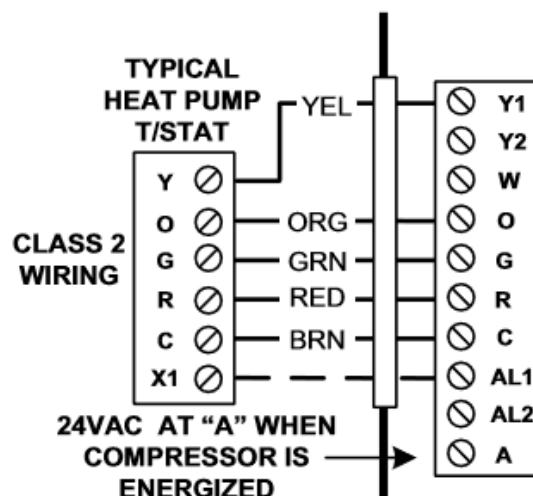 TYPICAL
HEAT PUMP
T/STAT
CLASS 2
WIRING
Y
O
G
R
C
X1
YEL
ORG
GRN
RED
BRN
Y1
Y2
W
O
G
R
C
AL1
AL2
A
24VAC AT “A” WHEN
COMPRESSOR IS
ENERGIZED